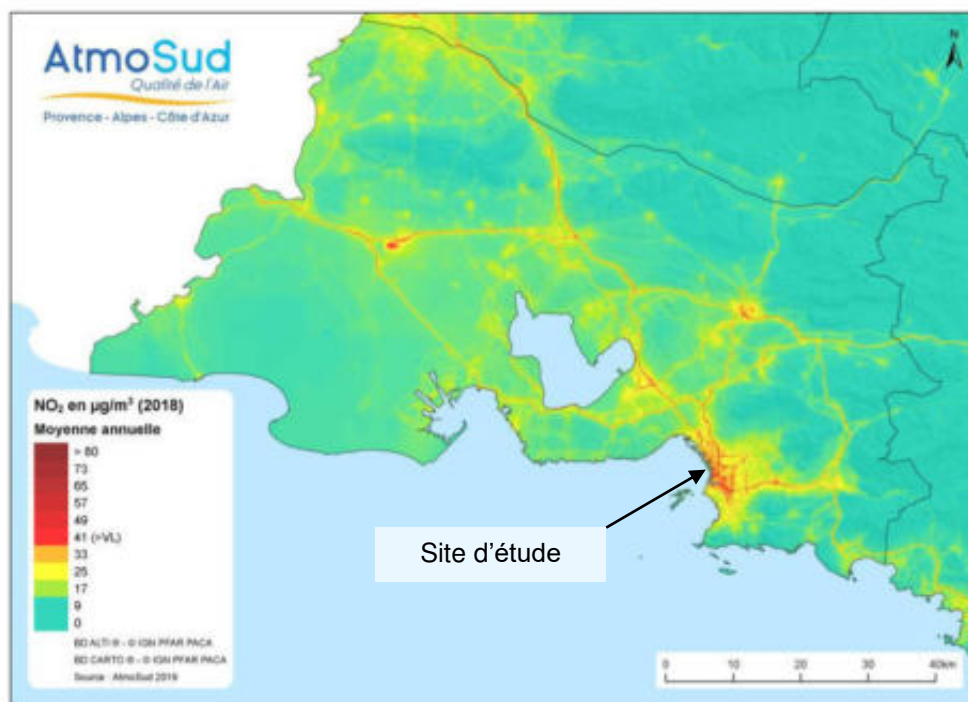 AtmoSud
Qualité de l'Air
Provenance - Alpes - Côte d'Azur
N
NO₂ en µg/m³ (2018)
Moyenne annuelle
> 80
73
65
57
49
41 (>VL)
33
25
17
9
0
BD ALTI ® - © IGN PFAR PACA
BD CARTO ® - © IGN PFAR PACA
Source : AtmoSud 2019
Site d'étude
0 10 20 30 40km